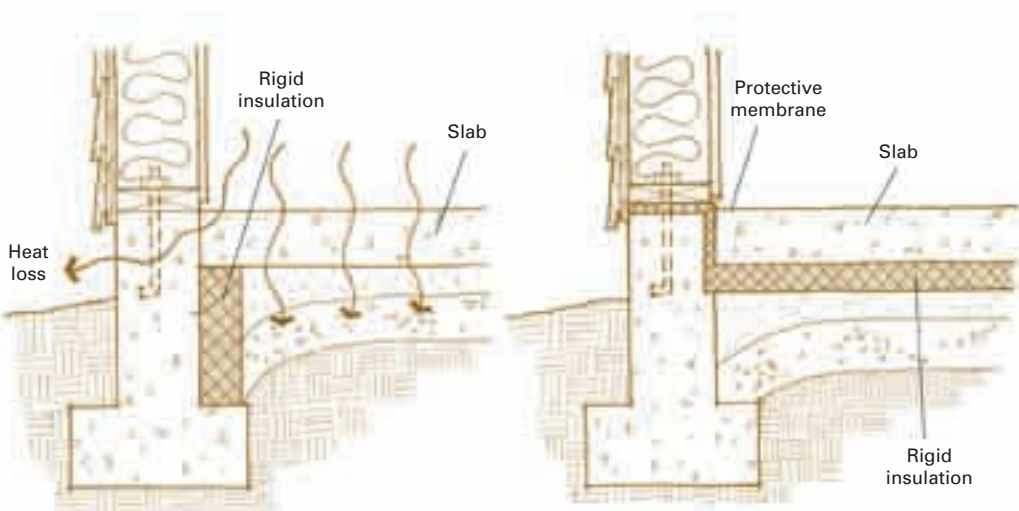 Rigid
insulation
Slab
Heat
loss
Protective
membrane
Slab
Rigid
insulation